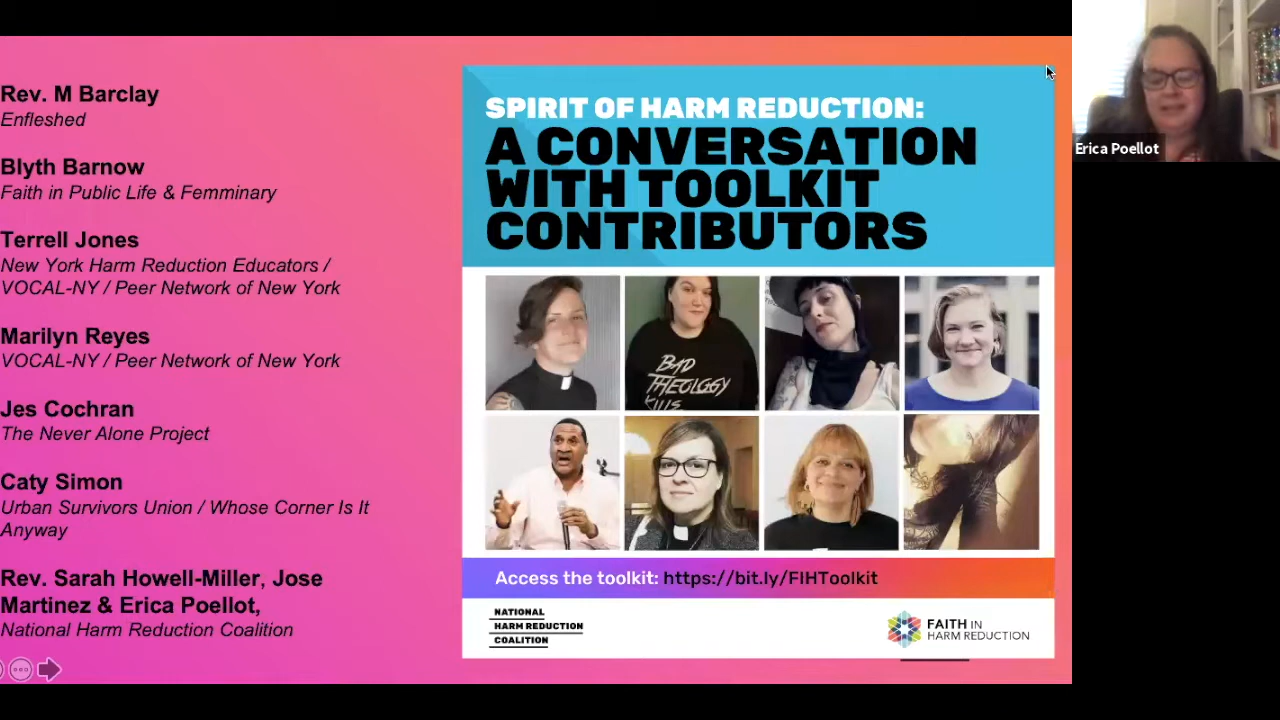 Rev. M Barclay
Enfleshed
Blyth Barnow
Faith in Public Life & Femminary
Terrell Jones
New York Harm Reduction Educators /
VOCAL-NY / Peer Network of New York
Marilyn Reyes
VOCAL-NY / Peer Network of New York
Jes Cochran
The Never Alone Project
Caty Simon
Urban Survivors Union / Whose Corner Is It
Anyway
Rev. Sarah Howell-Miller, Jose
Martinez & Erica Poellot,
National Harm Reduction Coalition
SPIRIT OF HARM REDUCTION:
A CONVERSATION
WITH TOOLKIT
CONTRIBUTORS
BAD
THEOLOGY
KILLS
Access the toolkit: https://bit.ly/FIHToolkit
NATIONAL
HARM REDUCTION
COALITION
FAITH IN
HARM REDUCTION
Erica Poellot